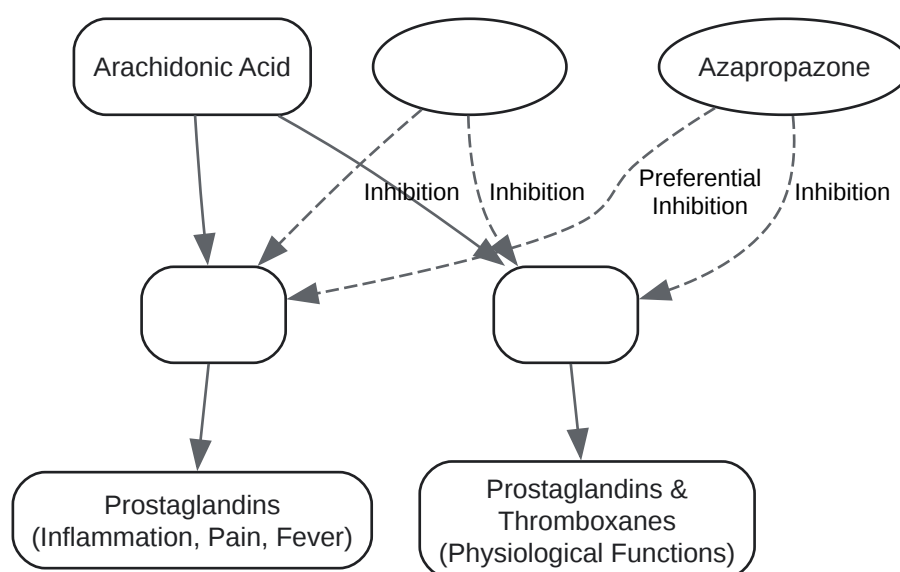 Arachidonic Acid
Azapropazone
Inhibition
Inhibition
Preferential
Inhibition
Inhibition
Prostaglandins
(Inflammation, Pain, Fever)
Prostaglandins &
Thromboxanes
(Physiological Functions)